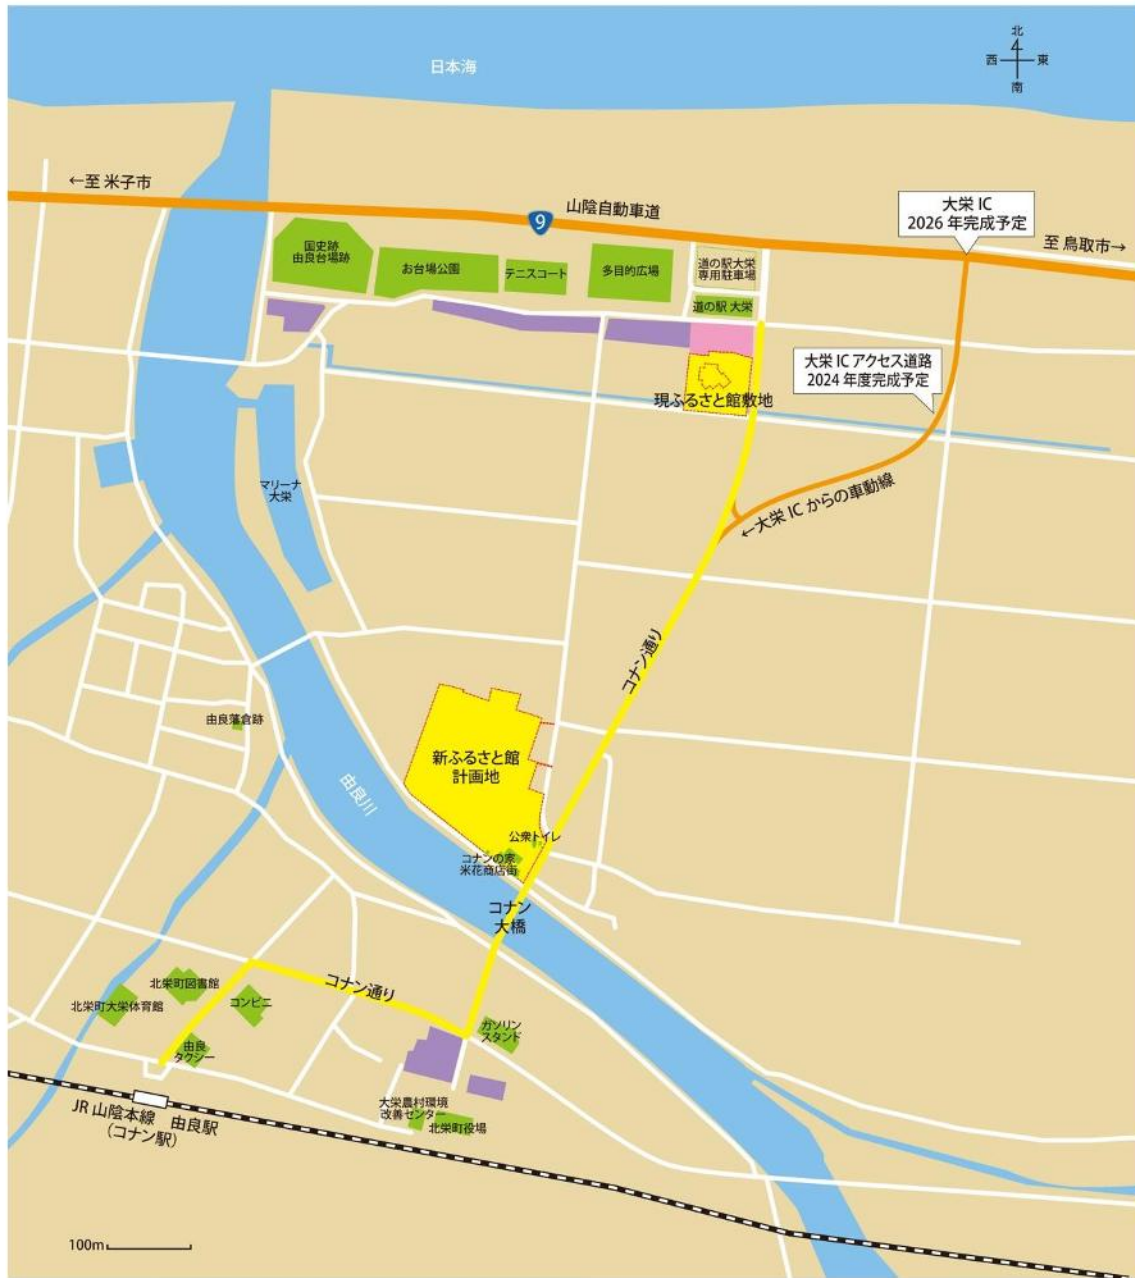 北
西 東
南
日本海
←至 米子市
山陰自動車道
9
大栄 IC
2026 年完成予定
至 鳥取市→
国史跡
由良台場跡
お台場公園
テニスコート
多目的広場
道の駅大栄
専用駐車場
道の駅 大栄
大栄 IC アクセス道路
2024 年度完成予定
現ふるさと館敷地
マリーナ
大栄
←大栄 IC からの車動線
コナン通り
由良藩倉跡
新ふるさと館
計画地
由良川
公衆トイレ
コナンの家
米花商店街
コナン
大橋
コナン通り
北栄町図書館
北栄町大栄体育館
コンビニ
ガソリン
スタンド
由良
タクシー
大栄農村環境
改善センター
北栄町役場
JR 山陰本線 由良駅
(コナン駅)
100m